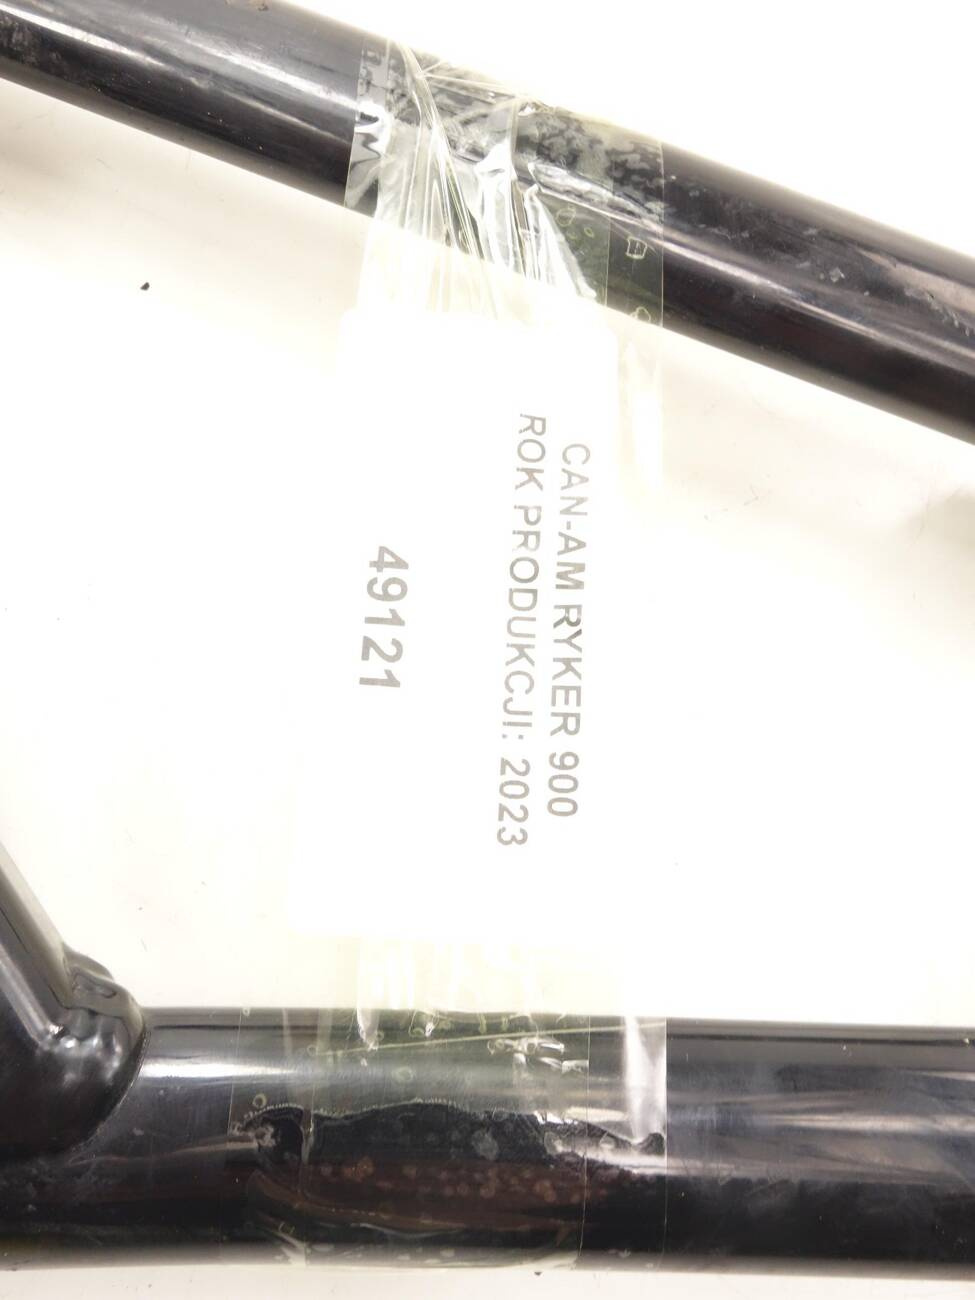 CAN-AM RYKER 900
ROK PRODUKCJI: 2023
49121